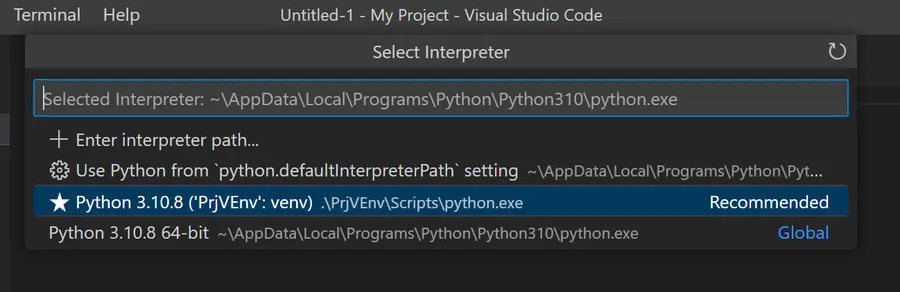 Terminal Help Untitled-1 - My Project - Visual Studio Code
Select Interpreter
Selected Interpreter: ~\AppData\Local\Programs\Python\Python310\python.exe
Enter interpreter path...
Use Python from `python.defaultInterpreterPath` setting ~\AppData\Local\Programs\Python\Pyt...
Python 3.10.8 ('PrjVEnv': venv) .\PrjVEnv\Scripts\python.exe Recommended
Python 3.10.8 64-bit ~\AppData\Local\Programs\Python\Python310\python.exe Global